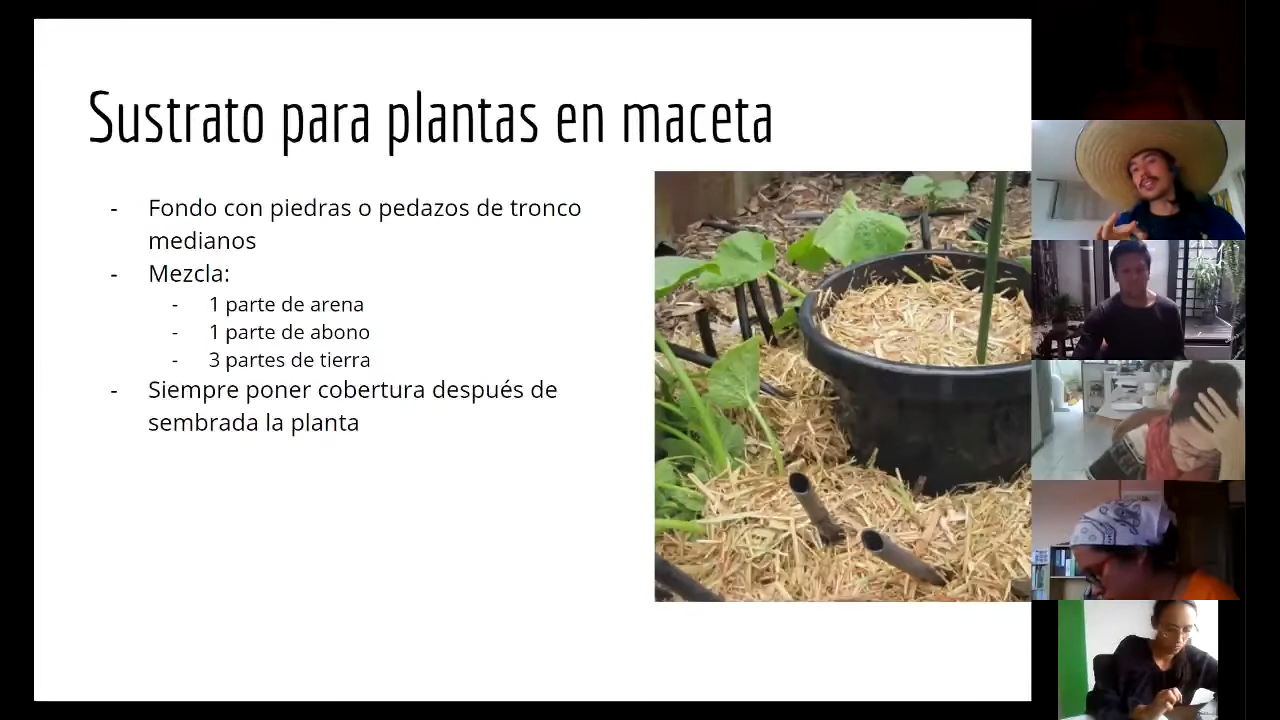 Sustrato para plantas en maceta
- Fondo con piedras o pedazos de tronco
medianos
- Mezcla:
- 1 parte de arena
- 1 parte de abono
- 3 partes de tierra
- Siempre poner cobertura después de
sembrada la planta